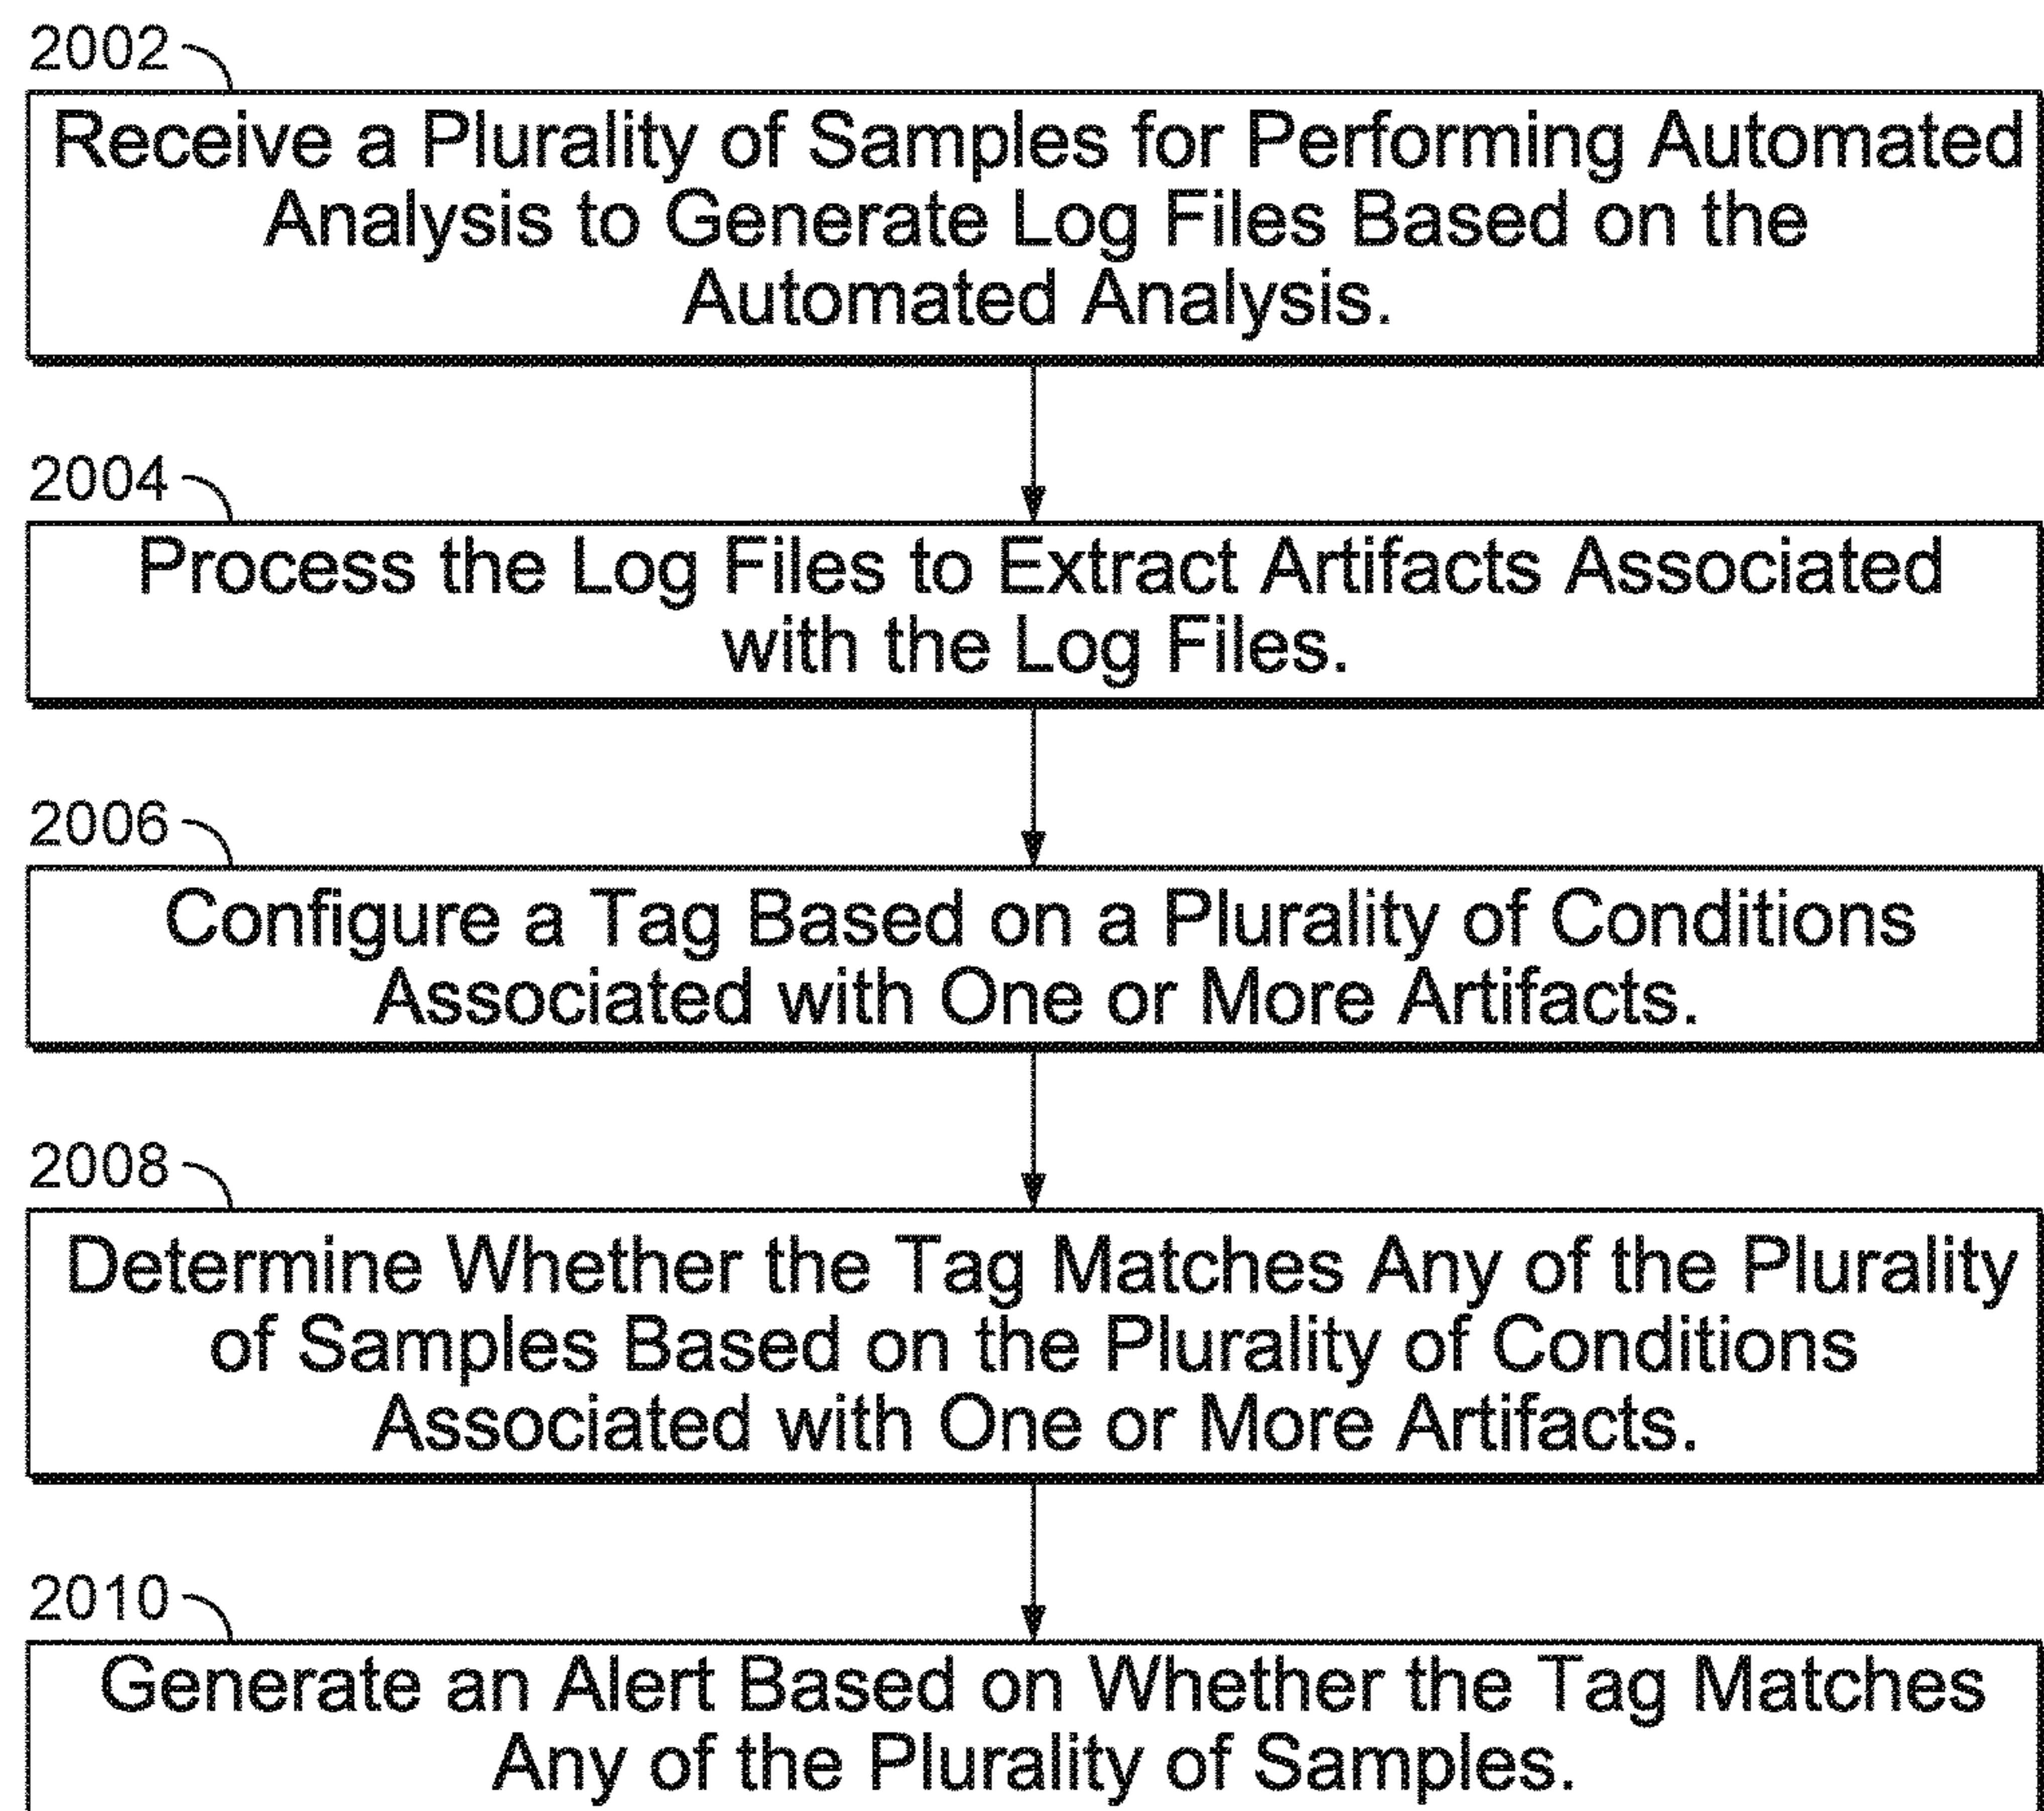 2002
Receive a Plurality of Samples for Performing Automated
Analysis to Generate Log Files Based on the
Automated Analysis.
2004
Process the Log Files to Extract Artifacts Associated
with the Log Files.
2006
Configure a Tag Based on a Plurality of Conditions
Associated with One or More Artifacts.
2008
Determine Whether the Tag Matches Any of the Plurality
of Samples Based on the Plurality of Conditions
Associated with One or More Artifacts.
2010
Generate an Alert Based on Whether the Tag Matches
Any of the Plurality of Samples.